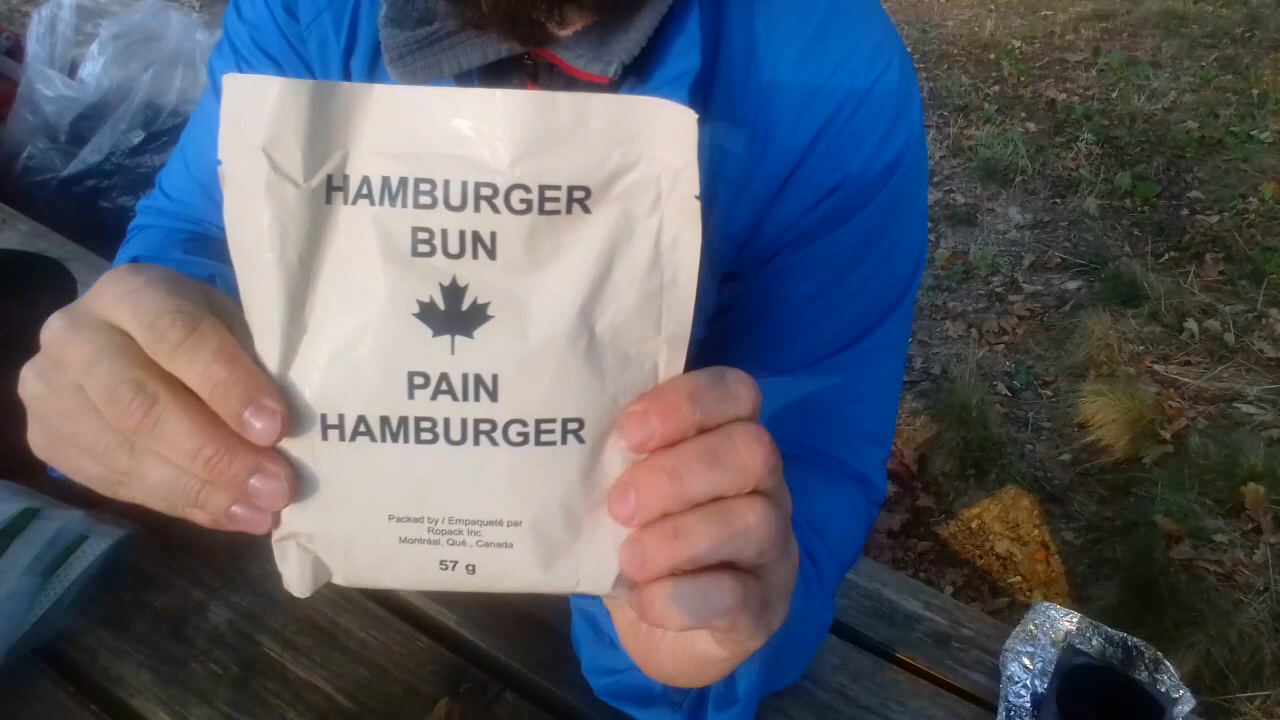 HAMBURGER
BUN
PAIN
HAMBURGER
Packed by / Empaqueté par
Ropack Inc.
Montréal, Qué., Canada
57 g